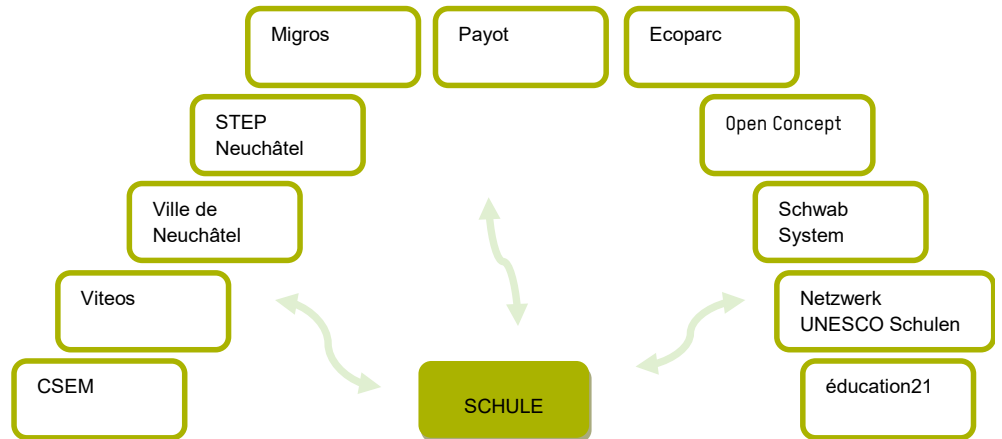 Migros
Payot
Ecoparc
STEP
Neuchâtel
Open Concept
Ville de
Neuchâtel
Schwab
System
Viteos
Netzwerk
UNESCO Schulen
CSEM
SCHULE
éducation21